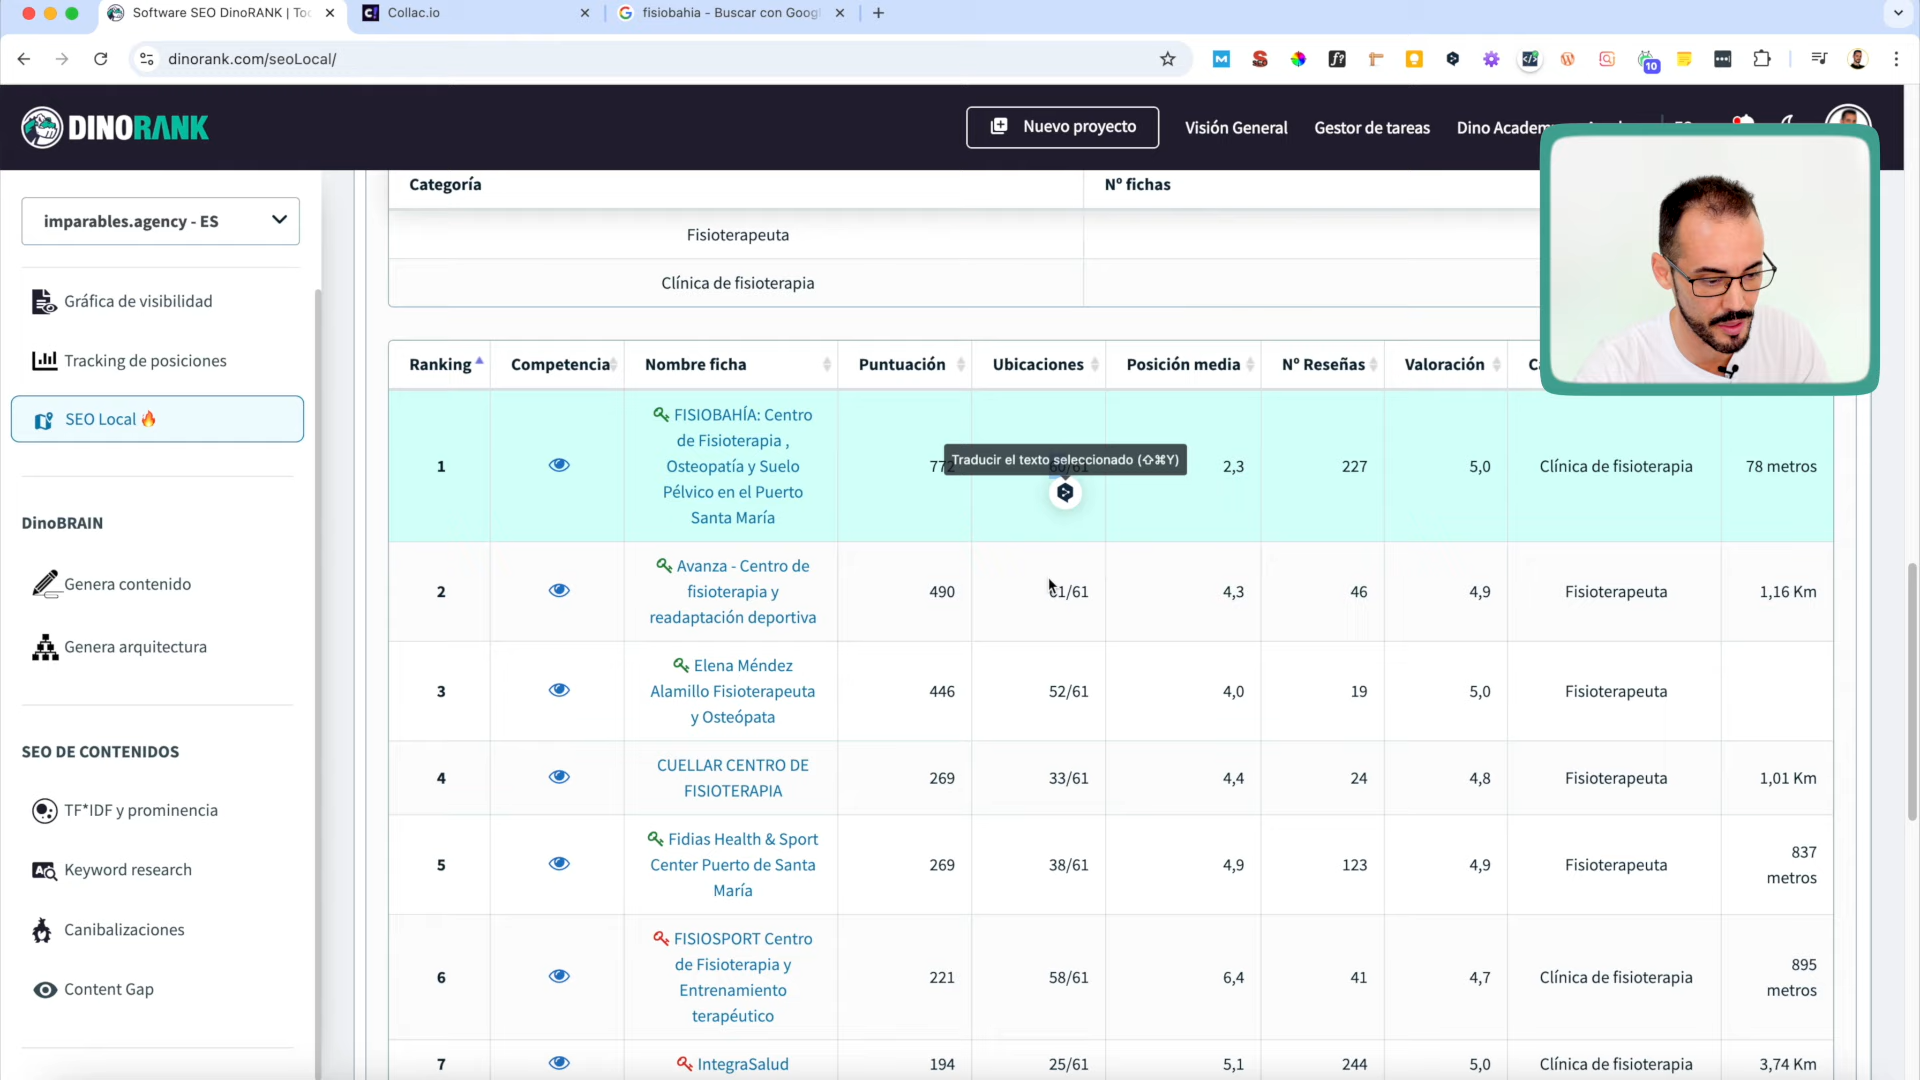 Software SEO DinoRANK | Too
Collac.io
fisiobahia - Buscar con Goog
dinorank.com/seoLocal/
10
DINORANK
Nuevo proyecto
Visión General
Gestor de tareas
Dino Academ
imparables.agency - ES
Gráfica de visibilidad
Tracking de posiciones
SEO Local
DinoBRAIN
Genera contenido
Genera arquitectura
SEO DE CONTENIDOS
TF*IDF y prominencia
Keyword research
Canibalizaciones
Content Gap
Categoría
Nº fichas
Fisioterapeuta
Clínica de fisioterapia
Ranking
Competencia
Nombre ficha
Puntuación
Ubicaciones
Posición media
Nº Reseñas
Valoración
1
FISIOBAHÍA: Centro
de Fisioterapia ,
Osteopatía y Suelo
Pélvico en el Puerto
Santa María
Traducir el texto seleccionado (⇧⌘Y)
2,3
227
5,0
Clínica de fisioterapia
78 metros
2
Avanza - Centro de
fisioterapia y
readaptación deportiva
490
61/61
4,3
46
4,9
Fisioterapeuta
1,16 Km
3
Elena Méndez
Alamillo Fisioterapeuta
y Osteópata
446
52/61
4,0
19
5,0
Fisioterapeuta
4
CUELLAR CENTRO DE
FISIOTERAPIA
269
33/61
4,4
24
4,8
Fisioterapeuta
1,01 Km
5
Fidias Health & Sport
Center Puerto de Santa
María
269
38/61
4,9
123
4,9
Fisioterapeuta
837
metros
6
FISIOSPORT Centro
de Fisioterapia y
Entrenamiento
terapéutico
221
58/61
6,4
41
4,7
Clínica de fisioterapia
895
metros
7
IntegraSalud
194
25/61
5,1
244
5,0
Clínica de fisioterapia
3,74 Km